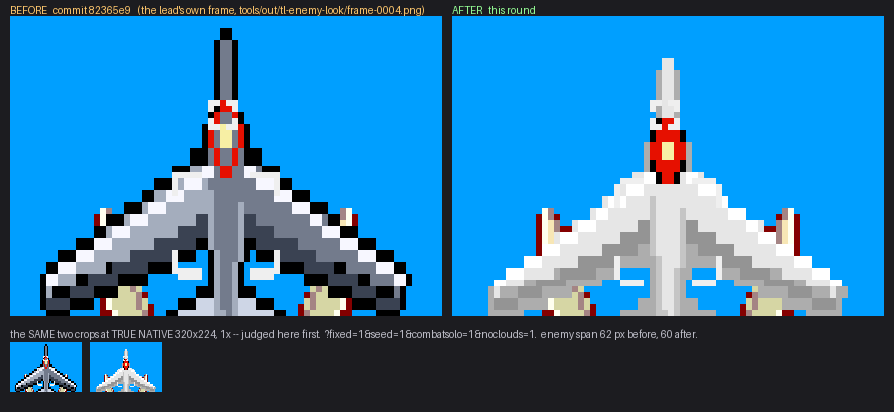 BEFORE commit 82365e9 (the lead's own frame, tools/out/tl-enemy-look/frame-0004.png)
AFTER this round
the SAME two crops at TRUE NATIVE 320x224, 1x -- judged here first. ?fixed=1&seed=1&combatsolo=1&noclouds=1. enemy span 62 px before, 60 after.